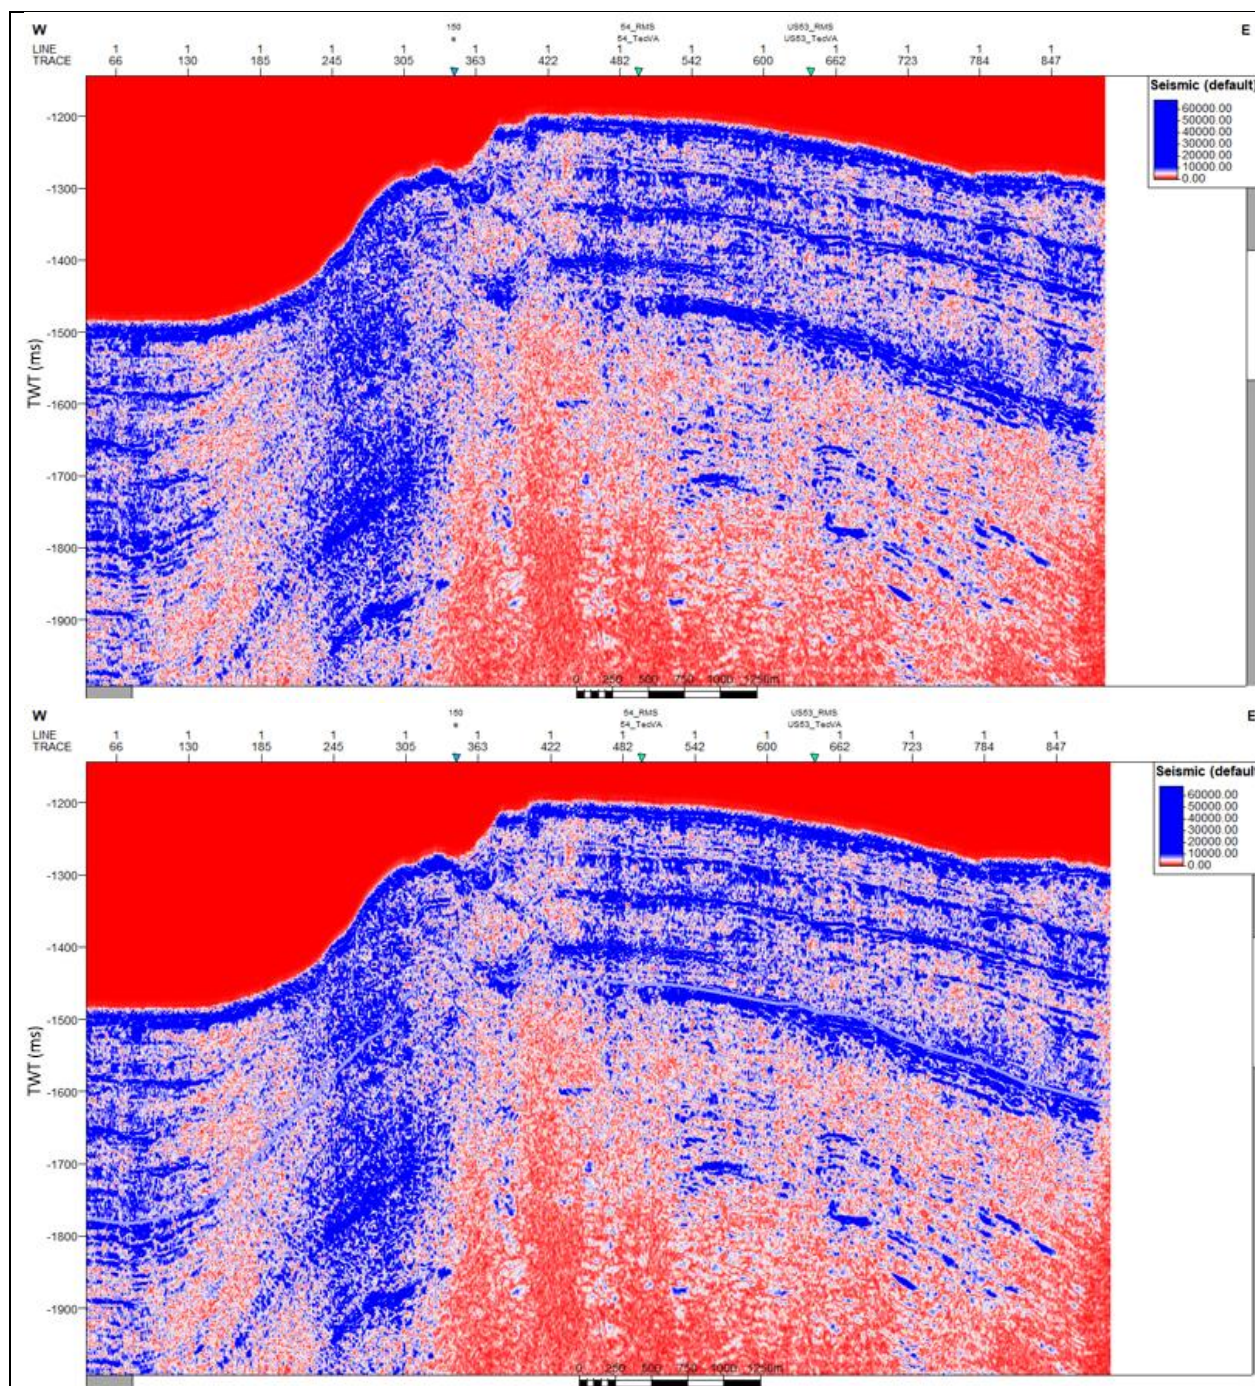 W 150 54_RMS US53_RMS E
e 54_TecVA US53_TecVA
LINE 1 1 1 1 1 1 1 1 1 1 1 1 1 1
TRACE 66 130 185 245 305 363 422 482 542 600 662 723 784 847
Seismic (default)
60000.00
50000.00
40000.00
30000.00
20000.00
10000.00
0.00
-1200
-1300
-1400
-1500
-1600
-1700
-1800
-1900
TWT (ms)
0 250 500 750 1000 1250m
W 150 54_RMS US53_RMS E
e 54_TecVA US53_TecVA
LINE 1 1 1 1 1 1 1 1 1 1 1 1 1 1
TRACE 66 130 185 245 305 363 422 482 542 600 662 723 784 847
Seismic (default
60000.00
50000.00
40000.00
30000.00
20000.00
10000.00
0.00
-1200
-1300
-1400
-1500
-1600
-1700
-1800
-1900
TWT (ms)
0 250 500 750 1000 1250m